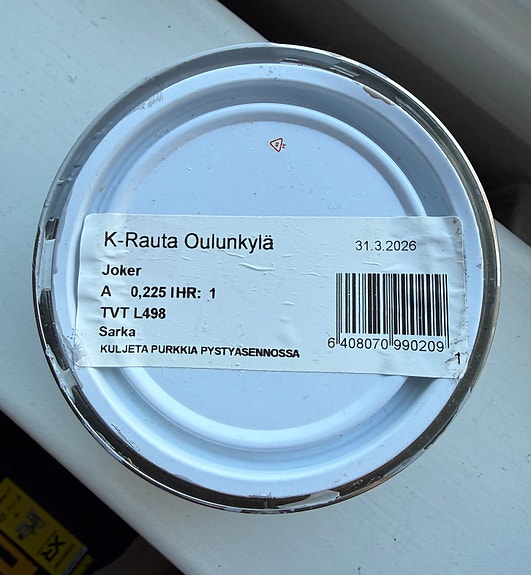 K-Rauta Oulunkylä
31.3.2026
Joker
A 0,225 l HR: 1
TVT L498
Sarka
KULJETA PURKKIA PYSTYASENNOSSA
6 408070 990209
1